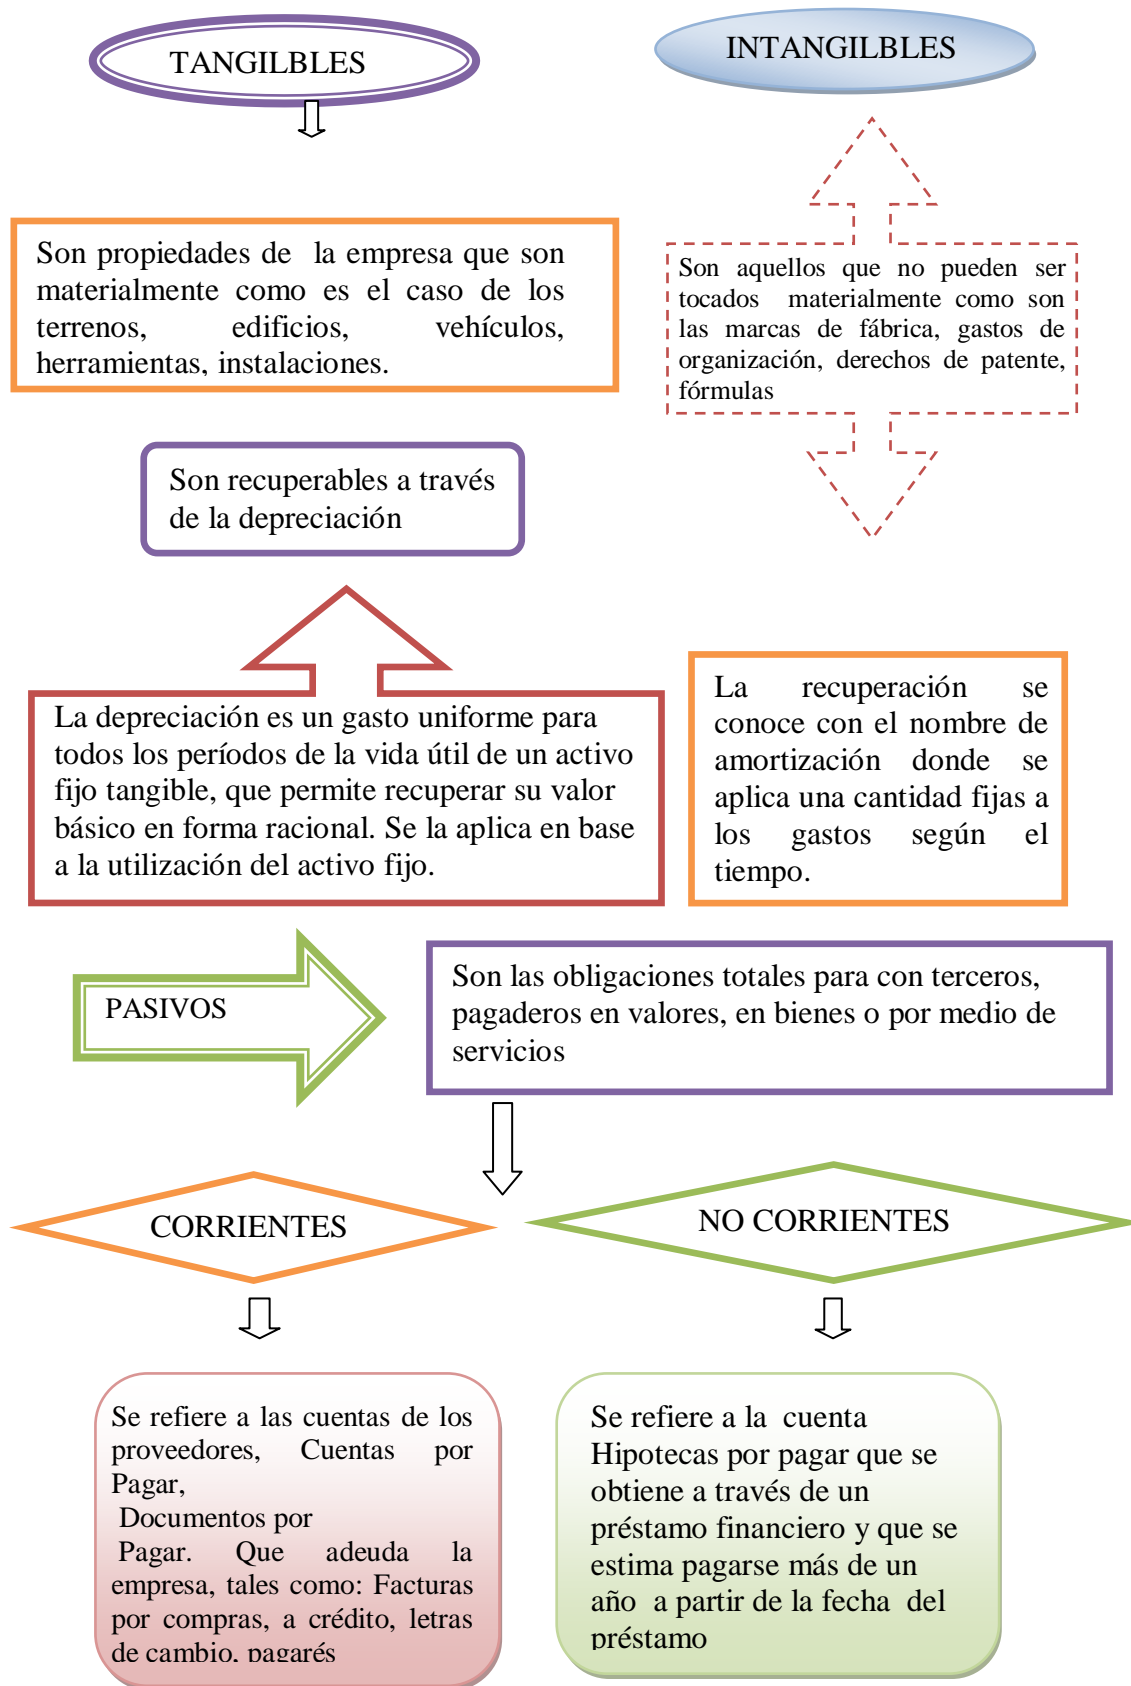 TANGILBLES
INTANGILBLES
Son propiedades de la empresa que son
materialmente como es el caso de los
terrenos, edificios, vehículos,
herramientas, instalaciones.
Son aquellos que no pueden ser
tocados materialmente como son
las marcas de fábrica, gastos de
organización, derechos de patente,
fórmulas
Son recuperables a través
de la depreciación
La depreciación es un gasto uniforme para
todos los períodos de la vida útil de un activo
fijo tangible, que permite recuperar su valor
básico en forma racional. Se la aplica en base
a la utilización del activo fijo.
La recuperación se
conoce con el nombre de
amortización donde se
aplica una cantidad fijas a
los gastos según el
tiempo.
PASIVOS
Son las obligaciones totales para con terceros,
pagaderos en valores, en bienes o por medio de
servicios
CORRIENTES
NO CORRIENTES
Se refiere a las cuentas de los
proveedores, Cuentas por
Pagar,
Documentos por
Pagar. Que adeuda la
empresa, tales como: Facturas
por compras, a crédito, letras
de cambio, pagarés
Se refiere a la cuenta
Hipotecas por pagar que se
obtiene a través de un
préstamo financiero y que se
estima pagarse más de un
año a partir de la fecha del
préstamo